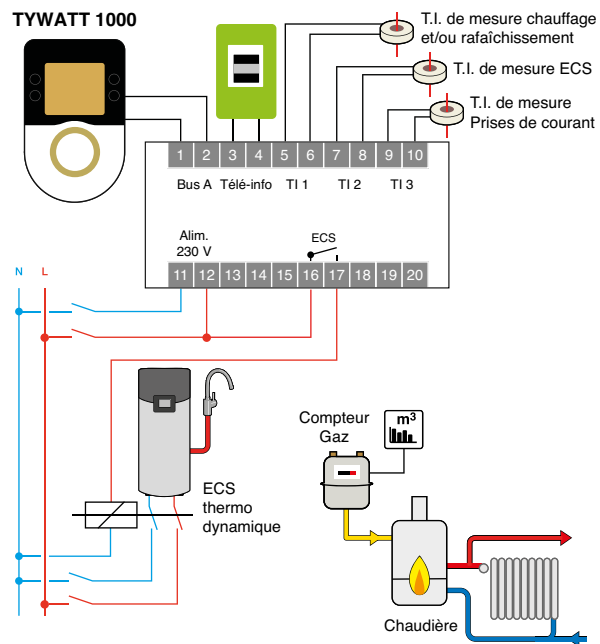 TYWATT 1000
T.I. de mesure chauffage
et/ou rafaîchissement
T.I. de mesure ECS
T.I. de mesure
Prises de courant
1 2 3 4 5 6 7 8 9 10
Bus A Télé-info TI 1 TI 2 TI 3
Alim.
230 V
ECS
11 12 13 14 15 16 17 18 19 20
N L
ECS
thermo
dynamique
Compteur
Gaz
m³
Chaudière